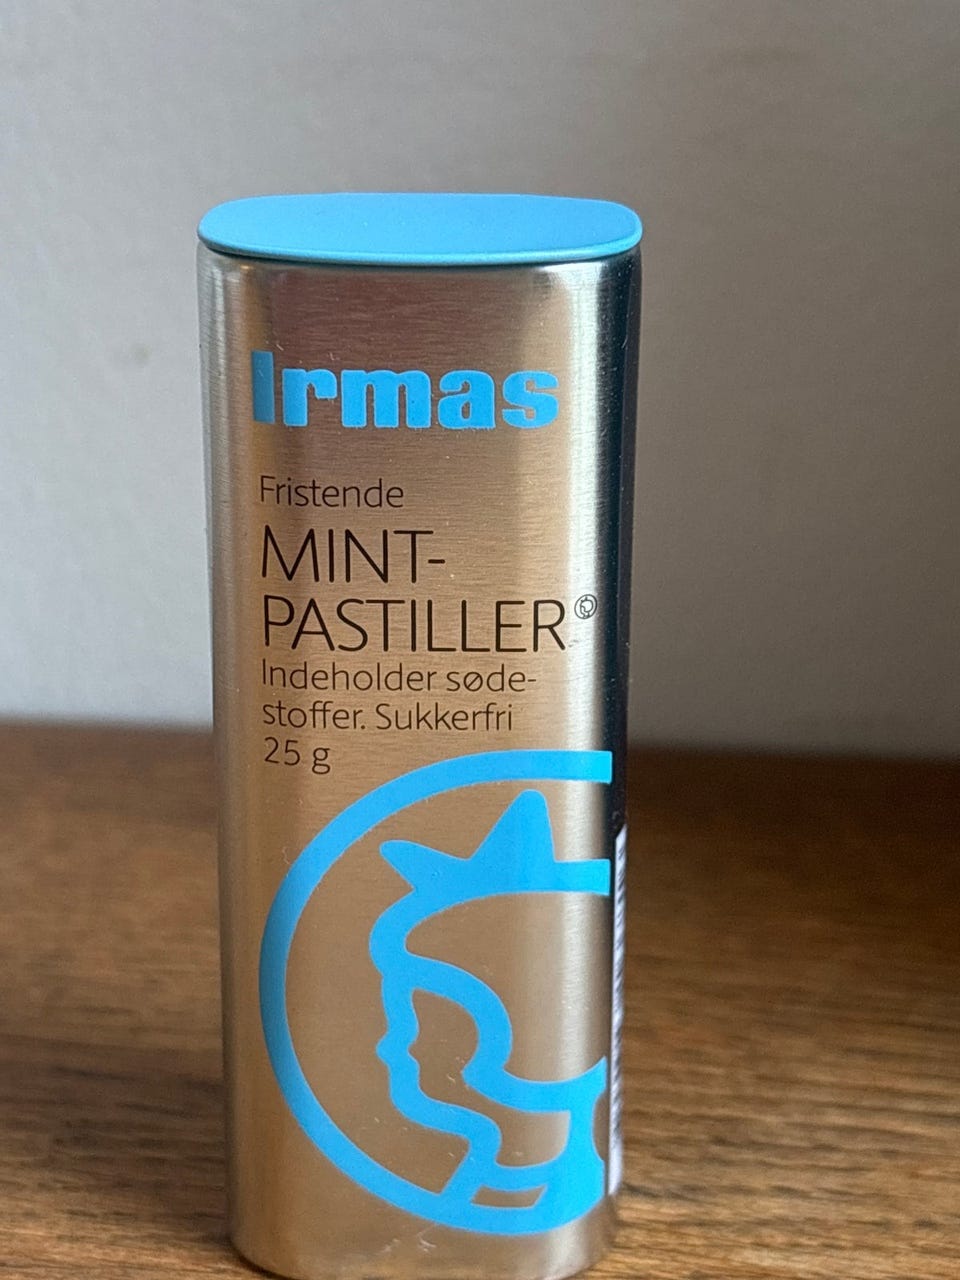 Irmas
Fristende
MINT-
PASTILLER
Indeholder søde-
stoffer. Sukkerfri
25 g